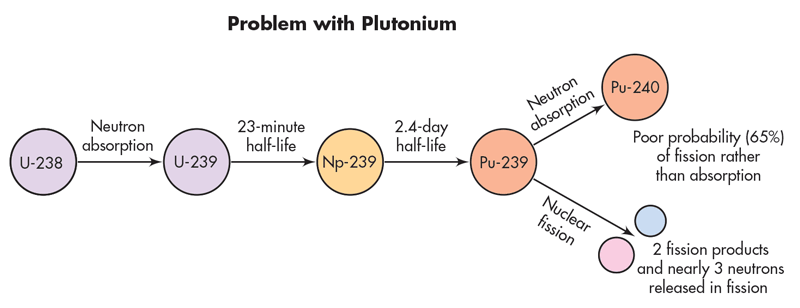 Problem with Plutonium
U-238
Neutron
absorption
U-239
23-minute
half-life
Np-239
2.4-day
half-life
Pu-239
Neutron
absorption
Pu-240
Poor probability (65%)
of fission rather
than absorption
Nuclear
fission
2 fission products
and nearly 3 neutrons
released in fission